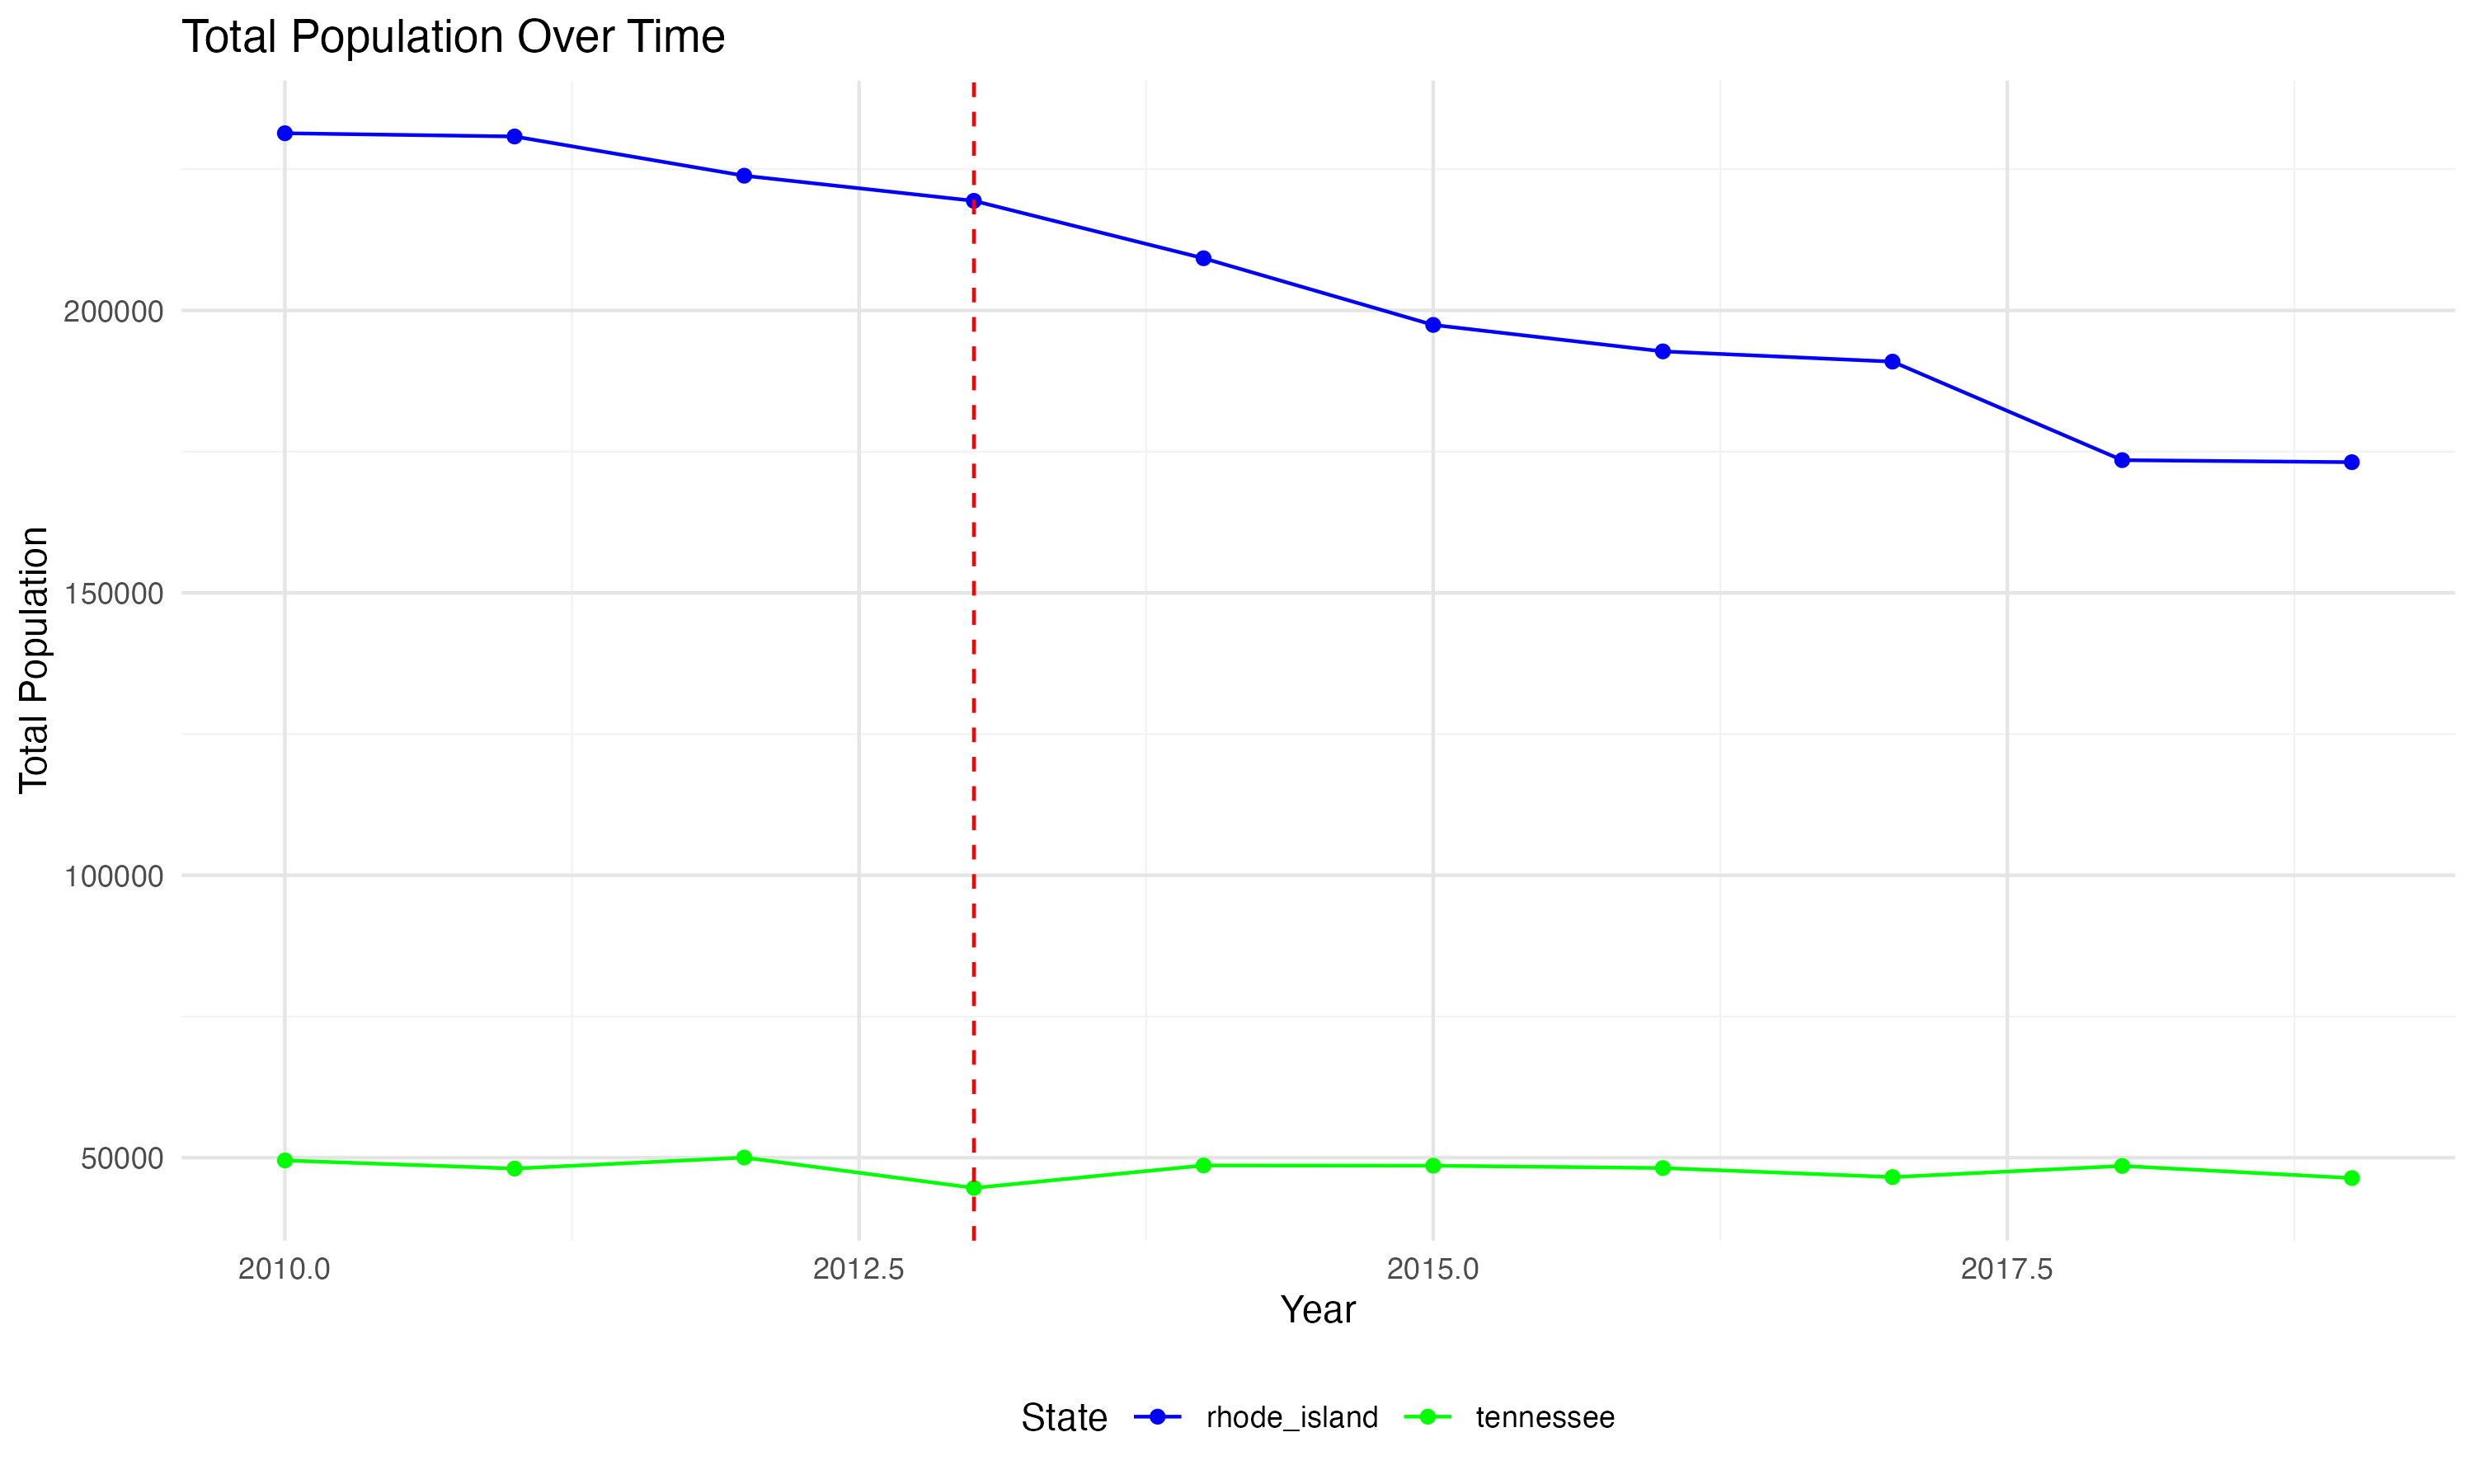 Total Population Over Time
Total Population
200000
150000
100000
50000
2010.0 2012.5 2015.0 2017.5
Year
State rhode_island tennessee